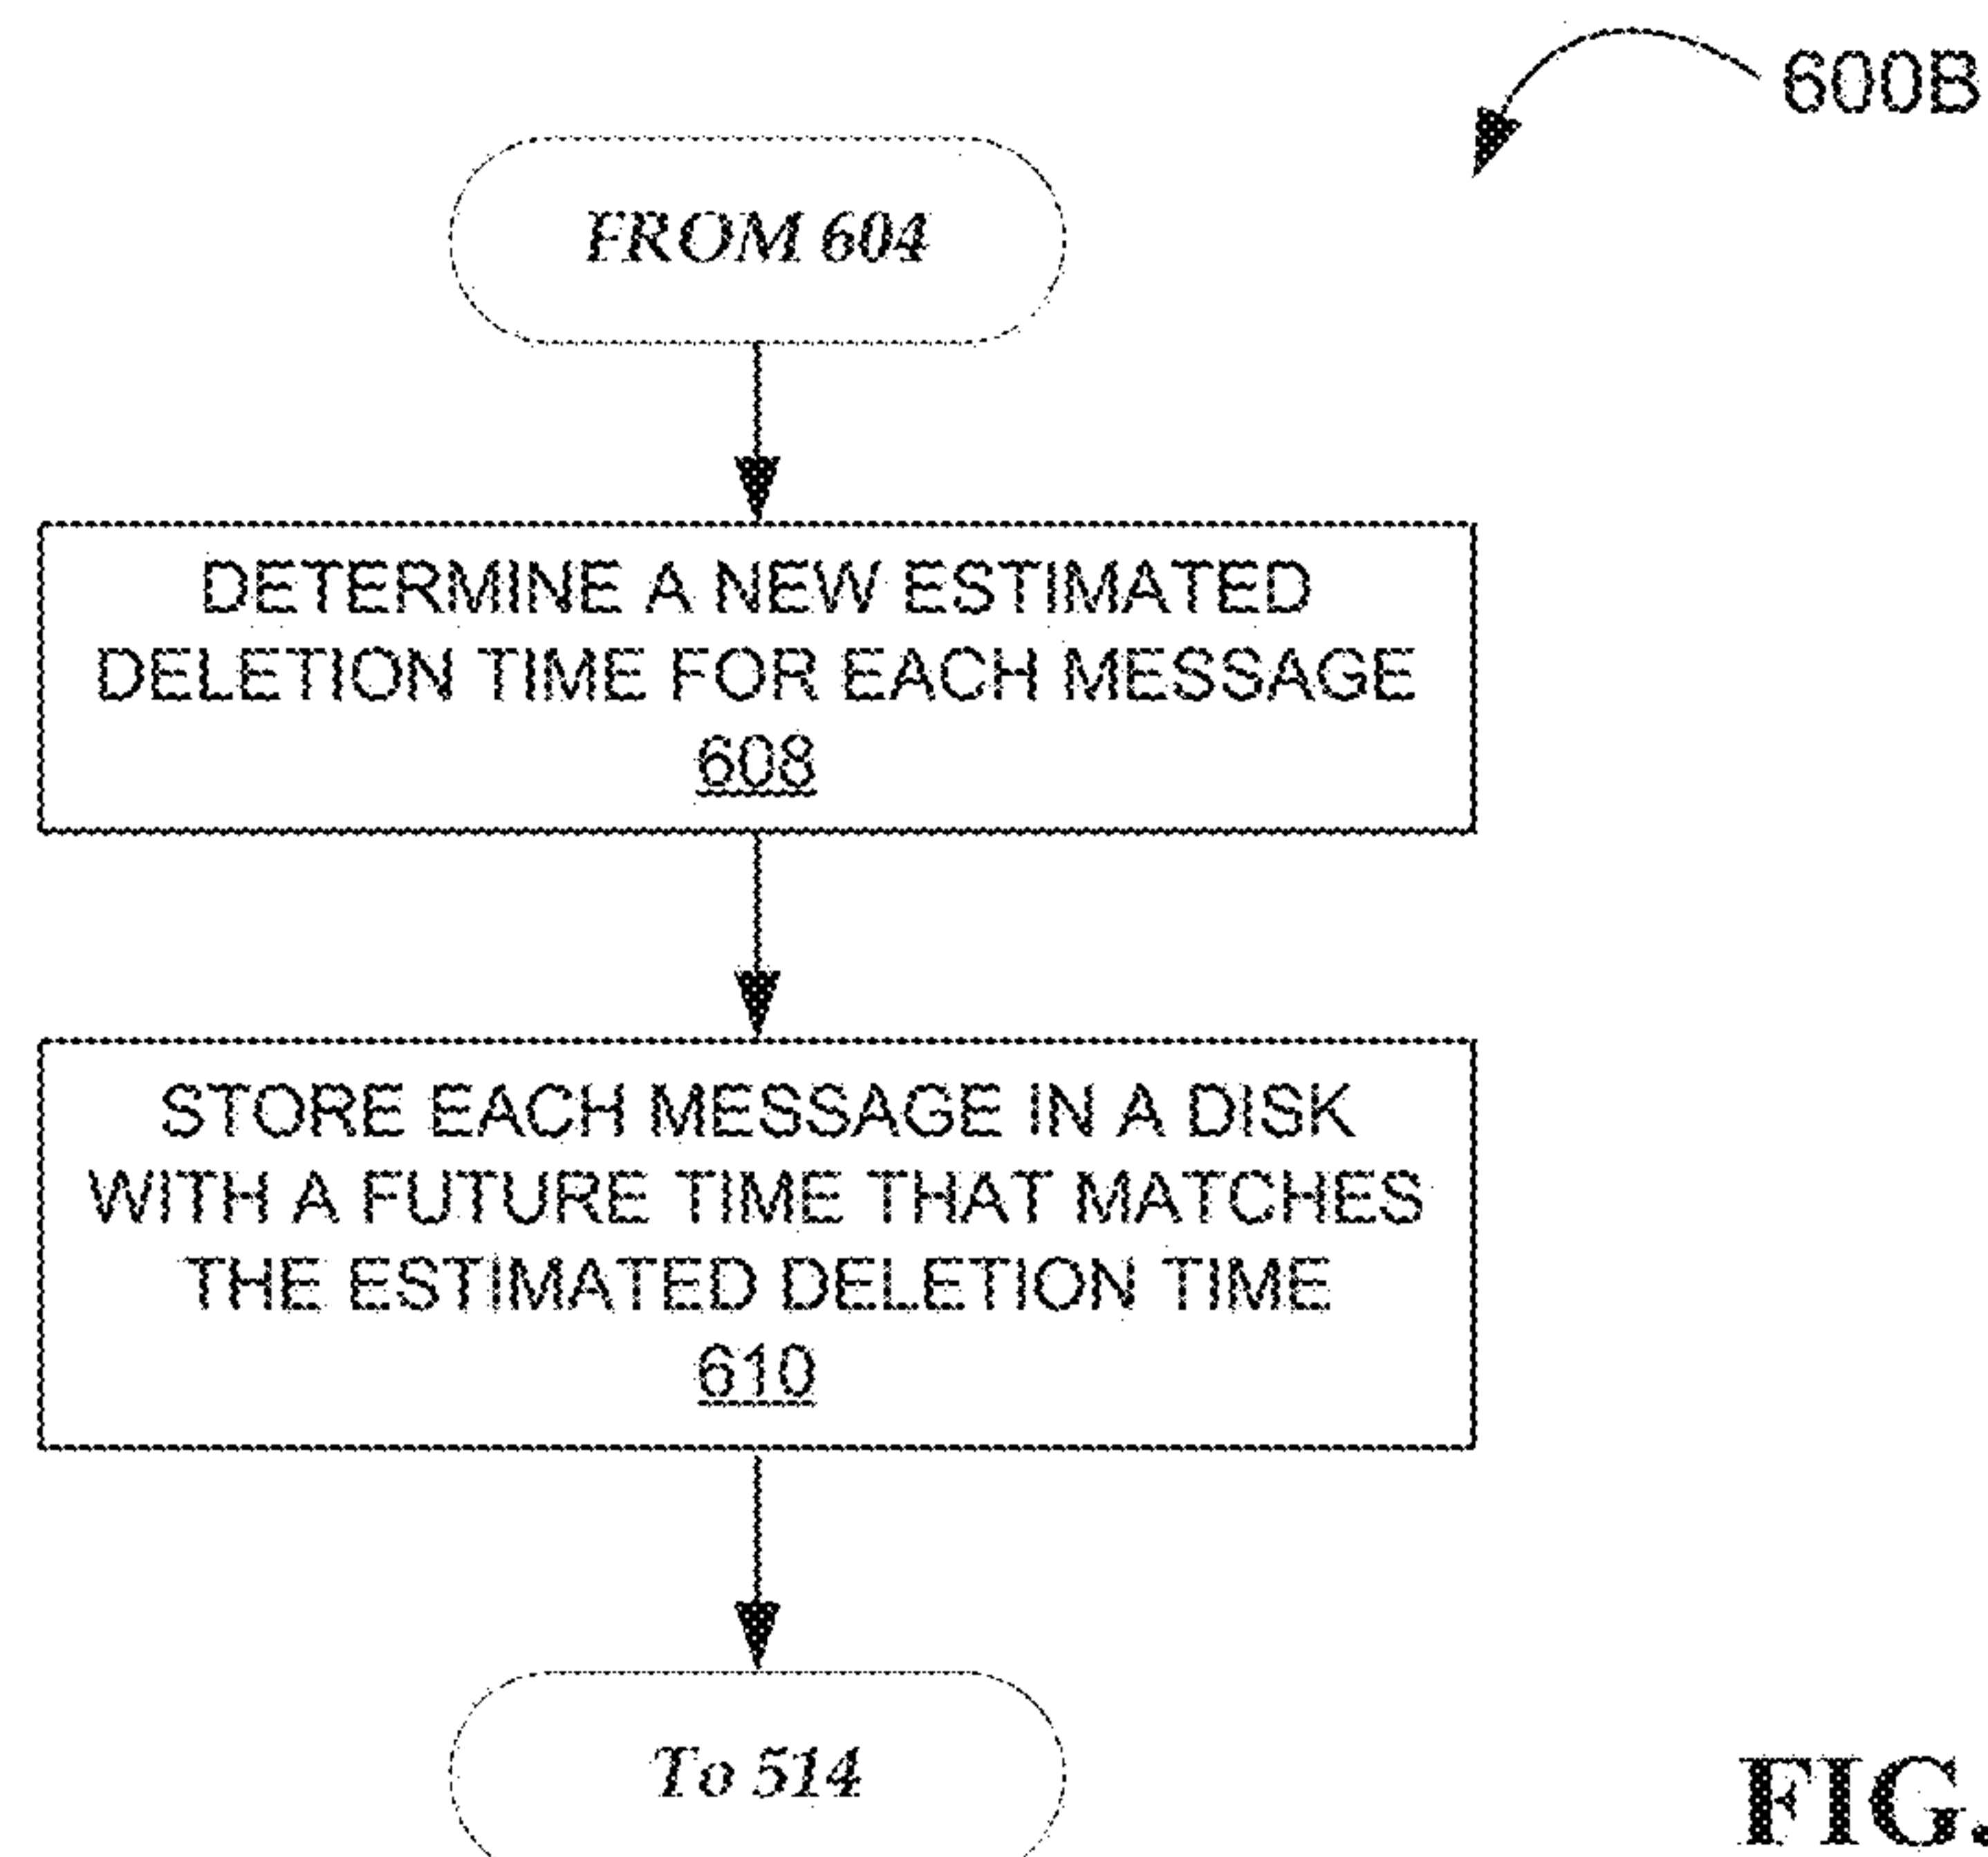 600B
FROM 604
DETERMINE A NEW ESTIMATED
DELETION TIME FOR EACH MESSAGE
608
STORE EACH MESSAGE IN A DISK
WITH A FUTURE TIME THAT MATCHES
THE ESTIMATED DELETION TIME
610
To 514
FIG.